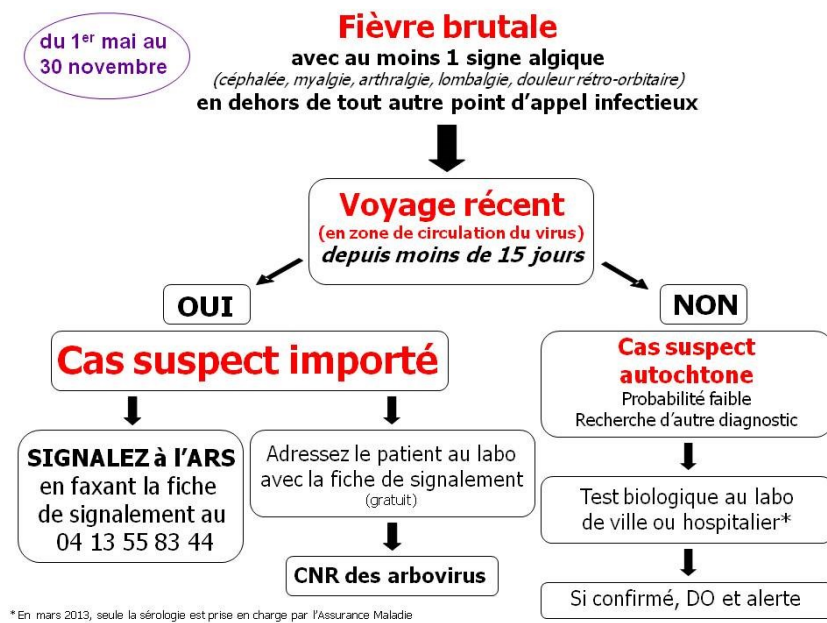 du 1er mai au
30 novembre
Fièvre brutale
avec au moins 1 signe algique
(céphalée, myalgie, arthralgie, lombalgie, douleur rétro-orbitaire)
en dehors de tout autre point d'appel infectieux
Voyage récent
(en zone de circulation du virus)
depuis moins de 15 jours
OUI
NON
Cas suspect importé
Cas suspect
autochtone
Probabilité faible
Recherche d'autre diagnostic
SIGNALEZ à l'ARS
en faxant la fiche
de signalement au
04 13 55 83 44
Adressez le patient au labo
avec la fiche de signalement
(gratuit)
Test biologique au labo
de ville ou hospitalier*
CNR des arbovirus
Si confirmé, DO et alerte
* En mars 2013, seule la sérologie est prise en charge par l'Assurance Maladie